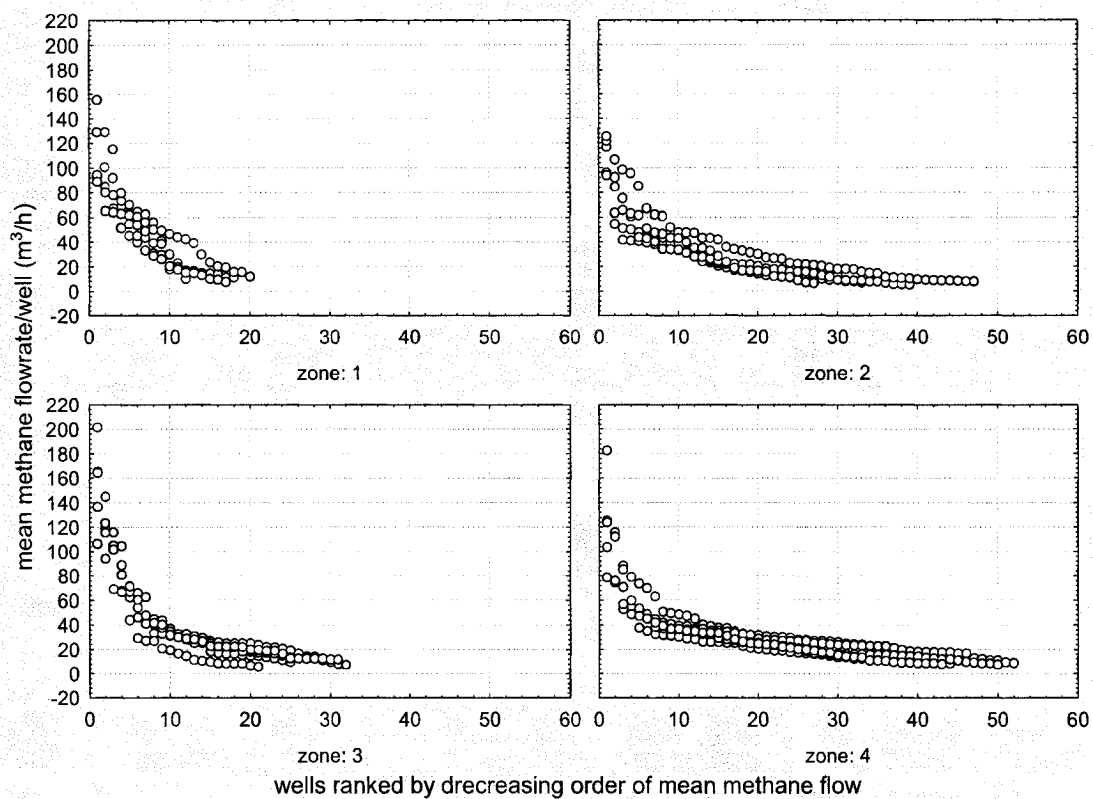 mean methane flowrate/well (m³/h)
220
200
180
160
140
120
100
80
60
40
20
0
-20
0 10 20 30 40 50 60
zone: 1
0 10 20 30 40 50 60
zone: 2
220
200
180
160
140
120
100
80
60
40
20
0
-20
0 10 20 30 40 50 60
zone: 3
0 10 20 30 40 50 60
zone: 4
wells ranked by drecreasing order of mean methane flow